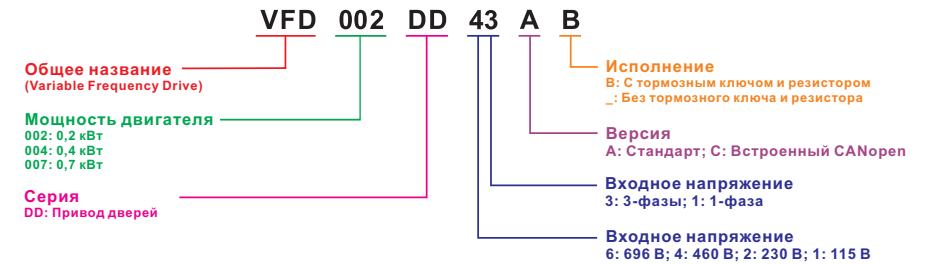 VFD 002 DD 43 A B
Общее название
(Variable Frequency Drive)
Мощность двигателя
002: 0,2 кВт
004: 0,4 кВт
007: 0,7 кВт
Серия
DD: Привод дверей
Исполнение
B: С тормозным ключом и резистором
_: Без тормозного ключа и резистора
Версия
A: Стандарт; C: Встроенный CANopen
Входное напряжение
3: 3-фазы; 1: 1-фаза
Входное напряжение
6: 696 В; 4: 460 В; 2: 230 В; 1: 115 В